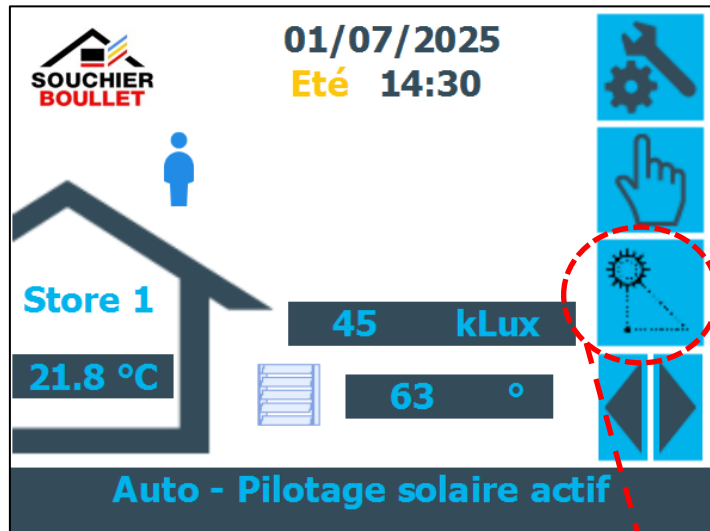 01/07/2025
SOUCHIER
BOULLET
Eté 14:30
Store 1
45 kLux
21.8 °C
63 °
Auto - Pilotage solaire actif